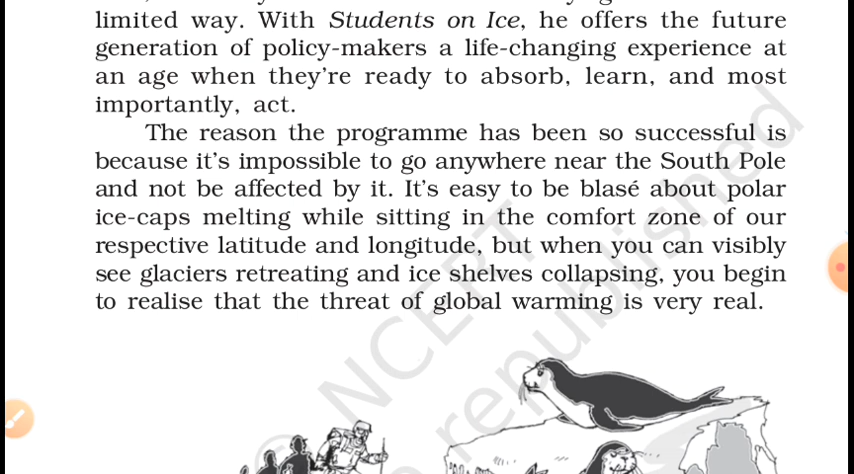 limited way. With Students on Ice, he offers the future
generation of policy-makers a life-changing experience at
an age when they're ready to absorb, learn, and most
importantly, act.
The reason the programme has been so successful is
because it's impossible to go anywhere near the South Pole
and not be affected by it. It's easy to be blasé about polar
ice-caps melting while sitting in the comfort zone of our
respective latitude and longitude, but when you can visibly
see glaciers retreating and ice shelves collapsing, you begin
to realise that the threat of global warming is very real.
© NCERT
republished